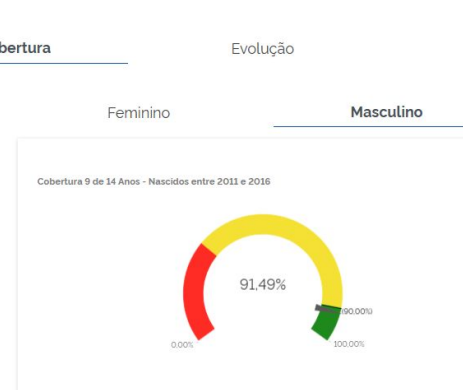 bertura
Evolução
Feminino
Masculino
Cobertura 9 de 14 Anos - Nascidos entre 2011 e 2016
91,49%
90,00%
0,00%
100,00%